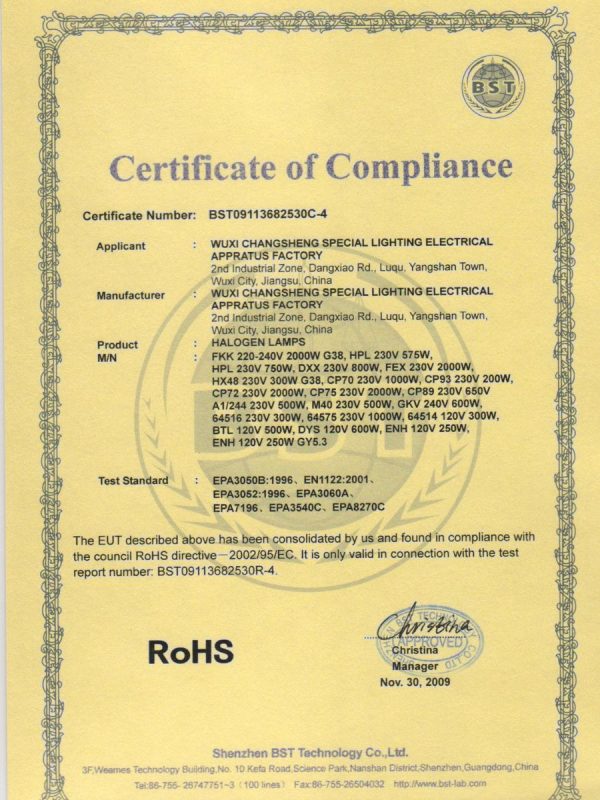 BST
Certificate of Compliance
Certificate Number: BST09113682530C-4
Applicant : WUXI CHANGSHENG SPECIAL LIGHTING ELECTRICAL
APPRATUS FACTORY
2nd Industrial Zone, Dangxiao Rd., Luqu, Yangshan Town,
Wuxi City, Jiangsu, China
Manufacturer : WUXI CHANGSHENG SPECIAL LIGHTING ELECTRICAL
APPRATUS FACTORY
2nd Industrial Zone, Dangxiao Rd., Luqu, Yangshan Town,
Wuxi City, Jiangsu, China
Product : HALOGEN LAMPS
M/N : FKK 220-240V 2000W G38, HPL 230V 575W,
HPL 230V 750W, DXX 230V 800W, FEX 230V 2000W,
HX48 230V 300W G38, CP70 230V 1000W, CP93 230V 200W,
CP72 230V 2000W, CP75 230V 2000W, CP89 230V 650V
A1/244 230V 500W, M40 230V 500W, GKV 240V 600W,
64516 230V 300W, 64575 230V 1000W, 64514 120V 300W,
BTL 120V 500W, DYS 120V 600W, ENH 120V 250W,
ENH 120V 250W GY5.3
BST
Test Standard : EPA3050B:1996、EN1122:2001、
EPA3052:1996、EPA3060A、
EPA7196、EPA3540C、EPA8270C
The EUT described above has been consolidated by us and found in compliance with
the council RoHS directive—2002/95/EC. It is only valid in connection with the test
report number: BST09113682530R-4.
RoHS
Christina
APPROVED
Christina
Manager
Nov. 30, 2009
Shenzhen BST Technology Co.,Ltd.
3F,Weames Technology Building,No. 10 Kefa Road,Science Park,Nanshan District,Shenzhen,Guangdong,China
Tel:86-755- 26747751~3（100 lines） Fax:86-755-26504032 http://www.bst-lab.com